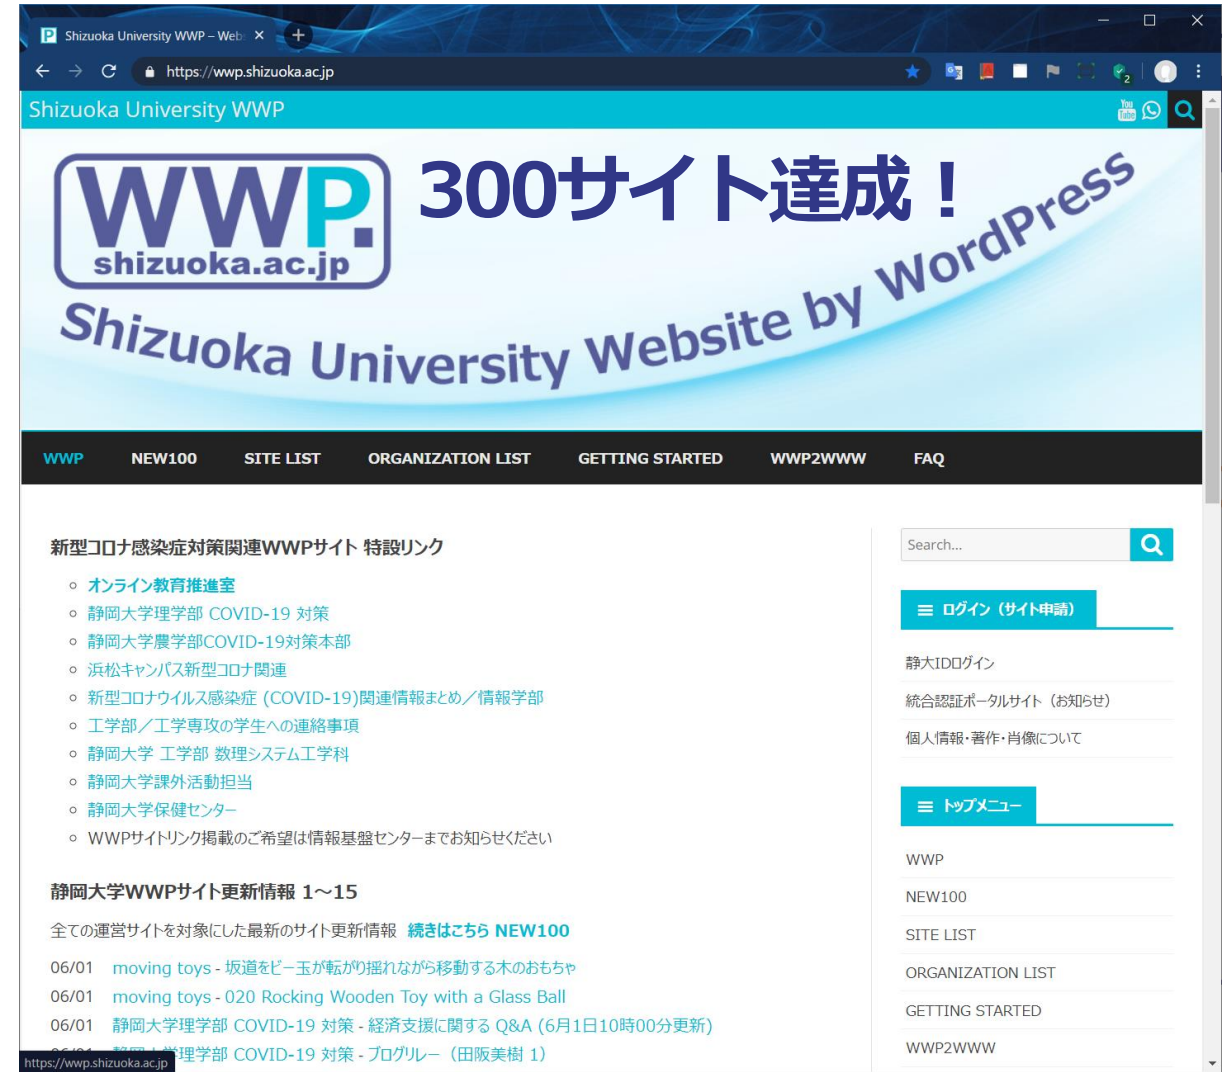 Shizuoka University WWP – Web
https://wwp.shizuoka.ac.jp
Shizuoka University WWP
You Tube
WWP.
shizuoka.ac.jp
300サイト達成！
Shizuoka University Website by WordPress
WWP NEW100 SITE LIST ORGANIZATION LIST GETTING STARTED WWP2WWW FAQ
新型コロナ感染症対策関連WWPサイト 特設リンク
オンライン教育推進室
静岡大学理学部 COVID-19 対策
静岡大学農学部COVID-19対策本部
浜松キャンパス新型コロナ関連
新型コロナウイルス感染症 (COVID-19)関連情報まとめ／情報学部
工学部／工学専攻の学生への連絡事項
静岡大学 工学部 数理システム工学科
静岡大学課外活動担当
静岡大学保健センター
WWPサイトリンク掲載のご希望は情報基盤センターまでお知らせください
静岡大学WWPサイト更新情報 1～15
全ての運営サイトを対象にした最新のサイト更新情報 続きはこちら NEW100
06/01 moving toys - 坂道をビー玉が転がり揺れながら移動する木のおもちゃ
06/01 moving toys - 020 Rocking Wooden Toy with a Glass Ball
06/01 静岡大学理学部 COVID-19 対策 - 経済支援に関する Q&A (6月1日10時00分更新)
06/01 静岡大学理学部 COVID-19 対策 - ブログリレー（田阪美樹 1）
https://wwp.shizuoka.ac.jp
Search...
ログイン（サイト申請）
静大IDログイン
統合認証ポータルサイト（お知らせ）
個人情報・著作・肖像について
トップメニュー
WWP
NEW100
SITE LIST
ORGANIZATION LIST
GETTING STARTED
WWP2WWW